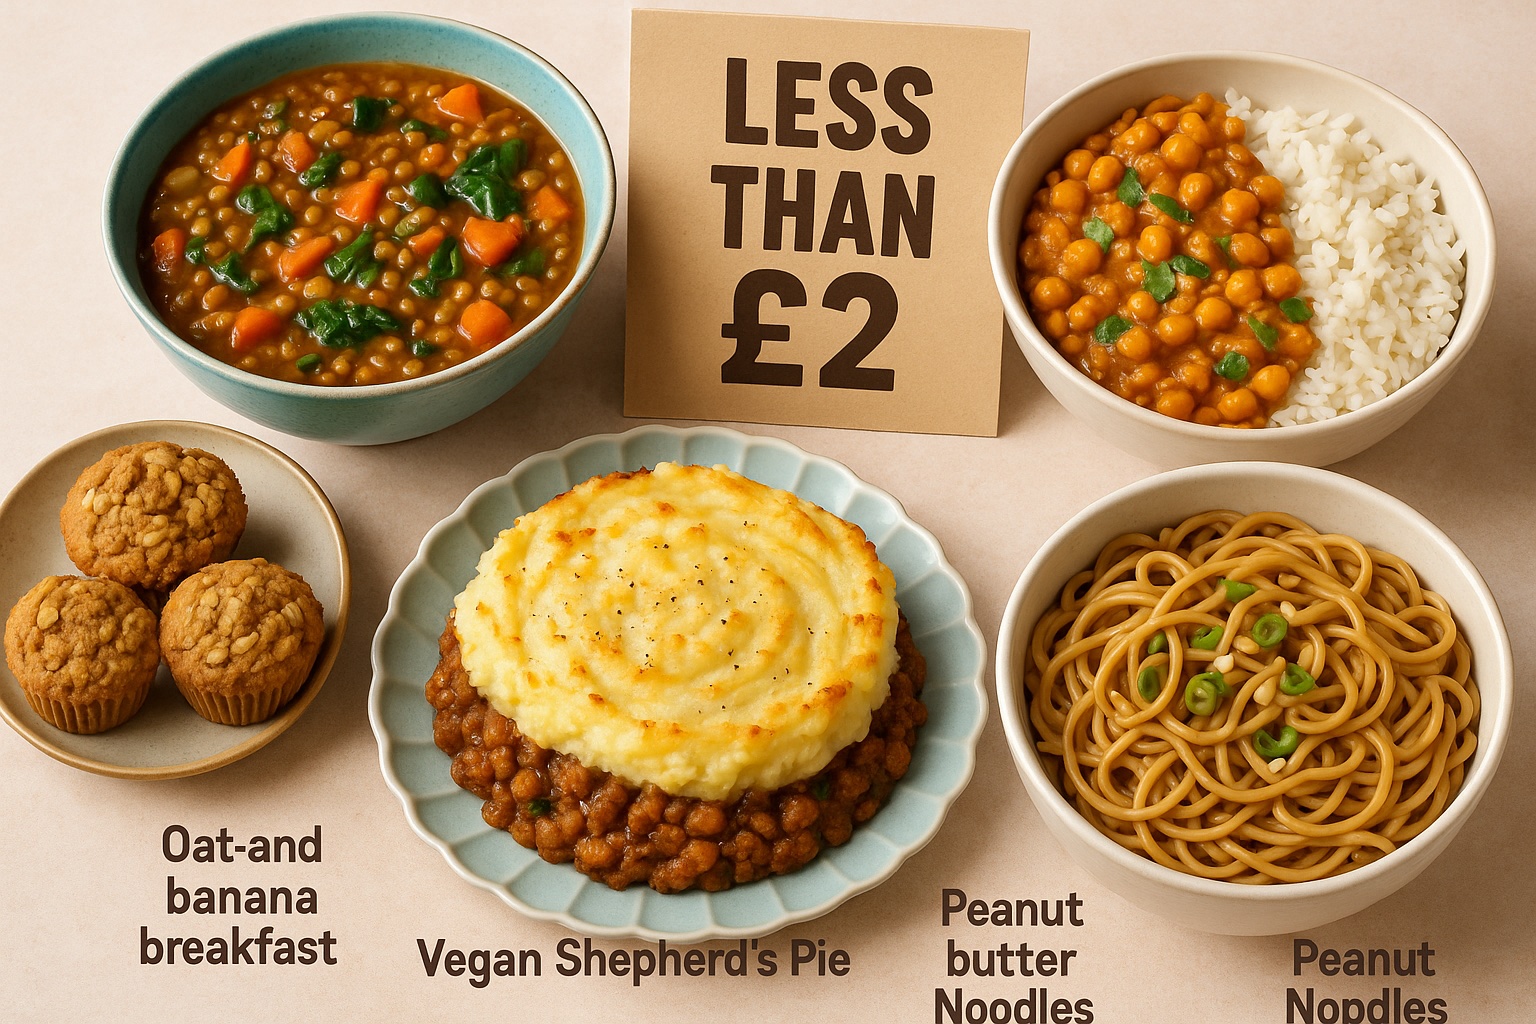 LESS
THAN
£2
Oat-and
banana
breakfast
Vegan Shepherd's Pie
Peanut
butter
Noodles
Peanut
Nopdles